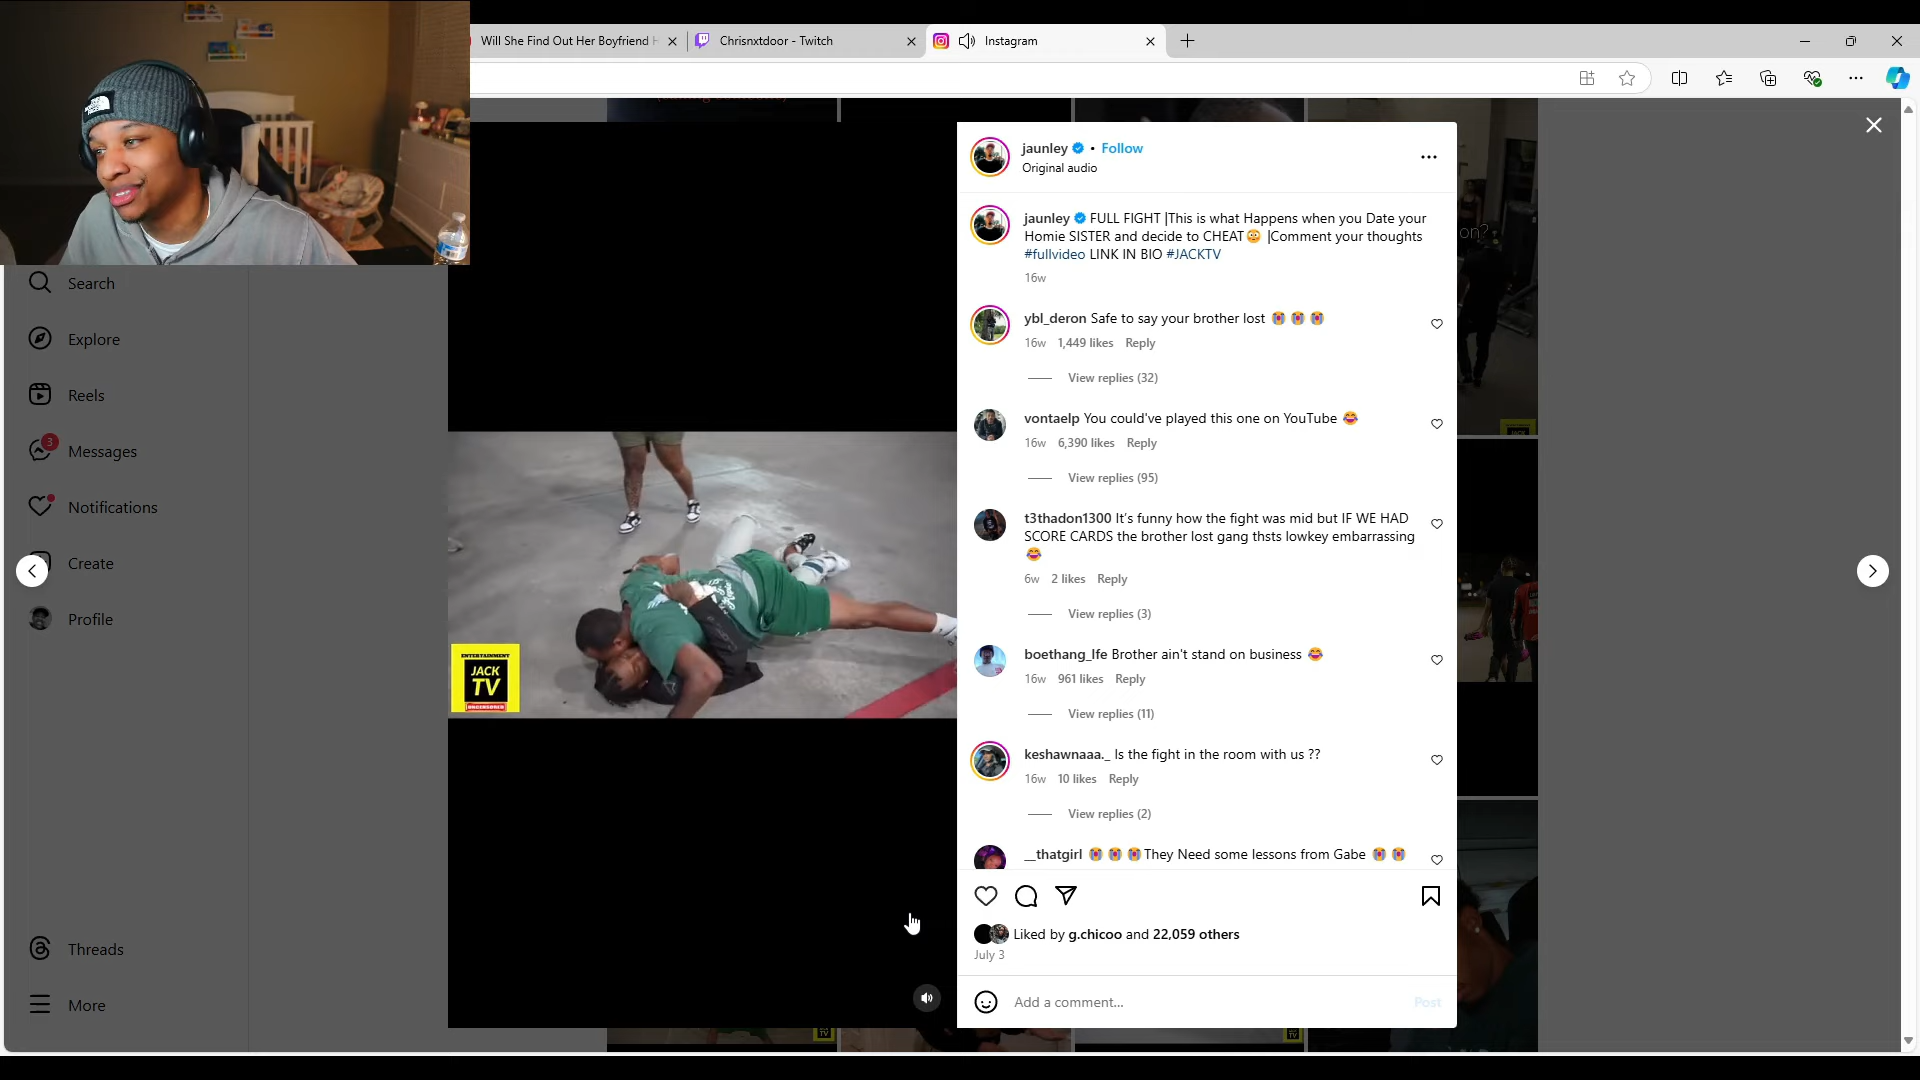 Will She Find Out Her Boyfriend
Chrisnxtdoor - Twitch
Instagram
Search
Explore
Reels
3
Messages
Notifications
Create
Profile
Threads
More
ENTERTAINMENT
JACK
TV
UNCENSORED
on?
jaunley • Follow
Original audio
jaunley FULL FIGHT |This is what Happens when you Date your
Homie SISTER and decide to CHEAT😳 |Comment your thoughts
#fullvideo LINK IN BIO #JACKTV
16w
ybl_deron Safe to say your brother lost 😭 😭 😭
16w 1,449 likes Reply
View replies (32)
vontaelp You could've played this one on YouTube 😂
16w 6,390 likes Reply
View replies (95)
t3thadon1300 It’s funny how the fight was mid but IF WE HAD
SCORE CARDS the brother lost gang thsts lowkey embarrassing
😂
6w 2 likes Reply
View replies (3)
boethang_lfe Brother ain't stand on business 😂
16w 961 likes Reply
View replies (11)
keshawnaaa._ Is the fight in the room with us ??
16w 10 likes Reply
View replies (2)
__thatgirl 😭 😭 😭They Need some lessons from Gabe 😭 😭
Liked by g.chicoo and 22,059 others
July 3
Add a comment...
Post